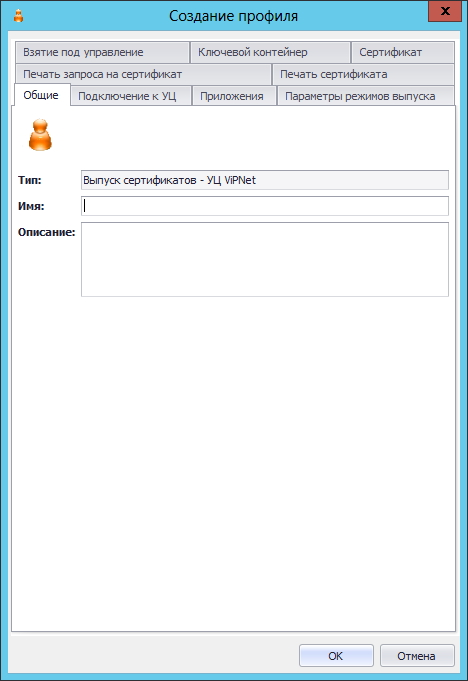 Создание профиля
x
Взятие под управление Ключевой контейнер Сертификат
Печать запроса на сертификат Печать сертификата
Общие Подключение к УЦ Приложения Параметры режимов выпуска
Тип: Выпуск сертификатов - УЦ ViPNet
Имя:
Описание:
OK Отмена